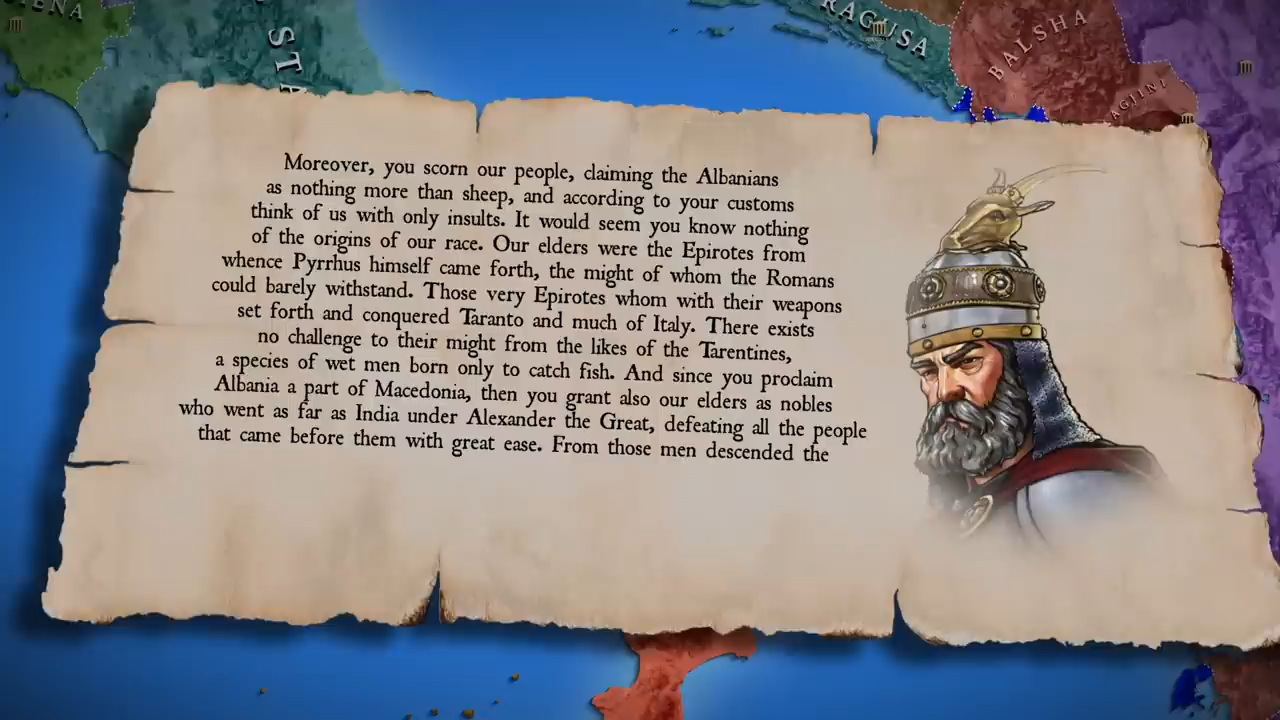 ENA
STA
RAGUSA
BALSHA
AGJINI
Moreover, you scorn our people, claiming the Albanians
as nothing more than sheep, and according to your customs
think of us with only insults. It would seem you know nothing
of the origins of our race. Our elders were the Epirotes from
whence Pyrrhus himself came forth, the might of whom the Romans
could barely withstand. Those very Epirotes whom with their weapons
set forth and conquered Taranto and much of Italy. There exists
no challenge to their might from the likes of the Tarentines,
a species of wet men born only to catch fish. And since you proclaim
Albania a part of Macedonia, then you grant also our elders as nobles
who went as far as India under Alexander the Great, defeating all the people
that came before them with great ease. From those men descended the